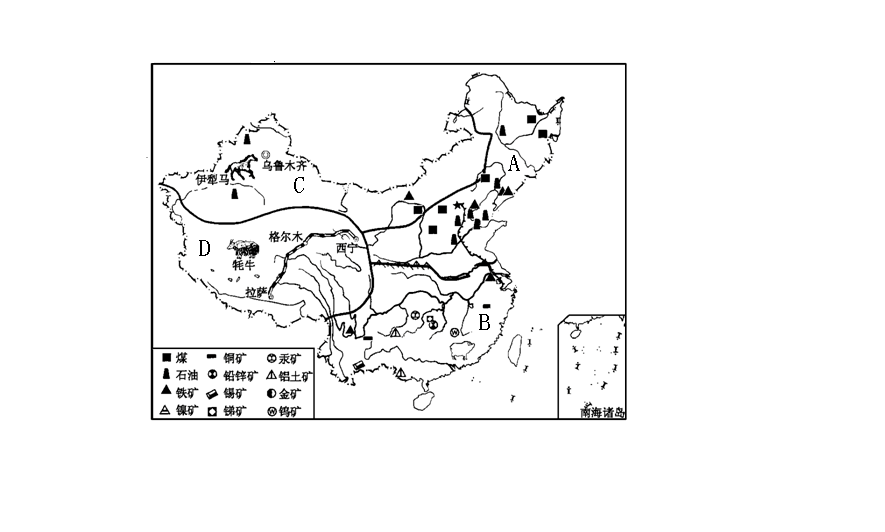 A
乌鲁木齐
伊犁马
C
格尔木
西宁
D
牦牛
拉萨
B
煤 铜矿 汞矿
石油 铅锌矿 铝土矿
铁矿 锡矿 金矿
镍矿 锑矿 钨矿
南海诸岛